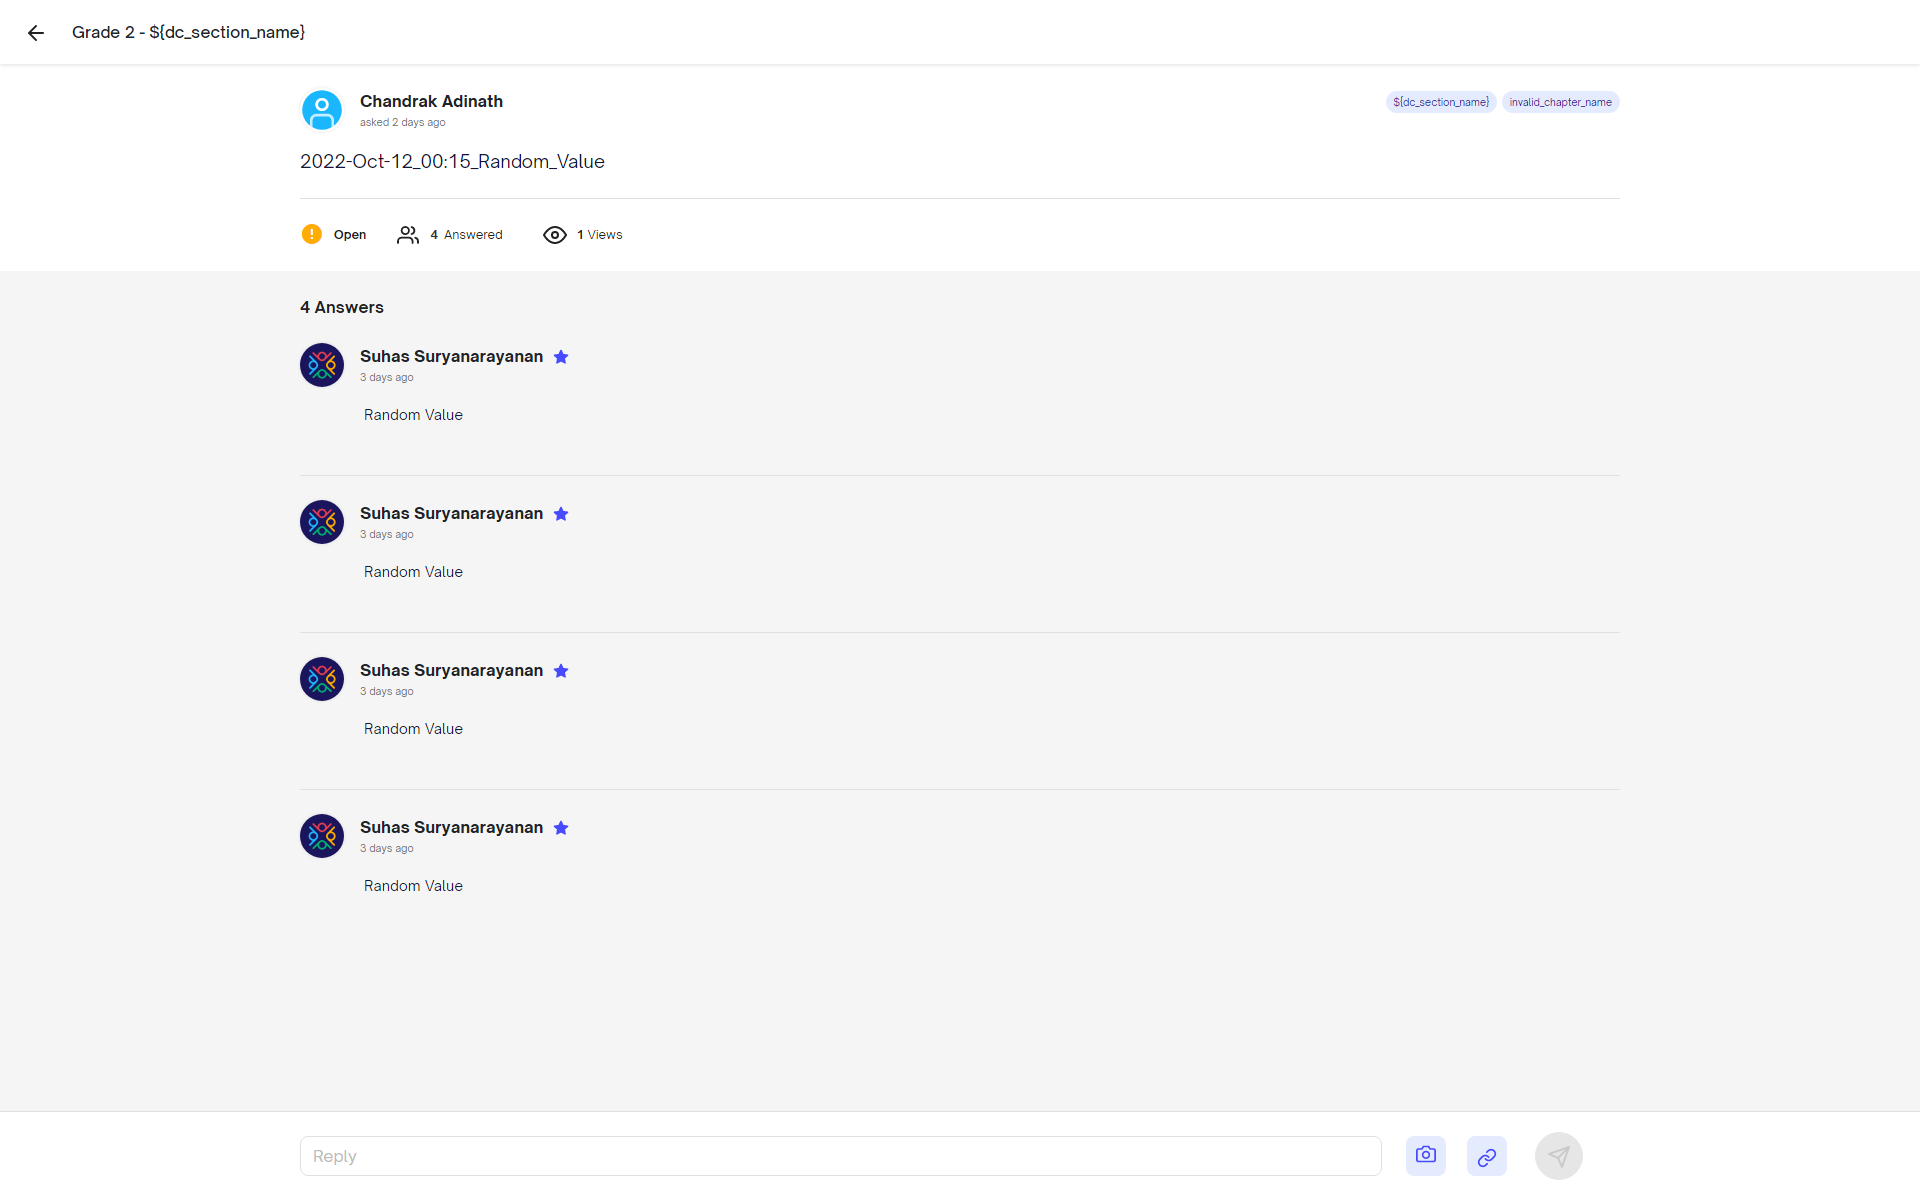 Grade 2 - ${dc_section_name}
Chandrak Adinath
asked 2 days ago
${dc_section_name} invalid_chapter_name
2022-Oct-12_00:15_Random_Value
Open 4 Answered 1 Views
4 Answers
Suhas Suryanarayanan
3 days ago
Random Value
Suhas Suryanarayanan
3 days ago
Random Value
Suhas Suryanarayanan
3 days ago
Random Value
Suhas Suryanarayanan
3 days ago
Random Value
Reply